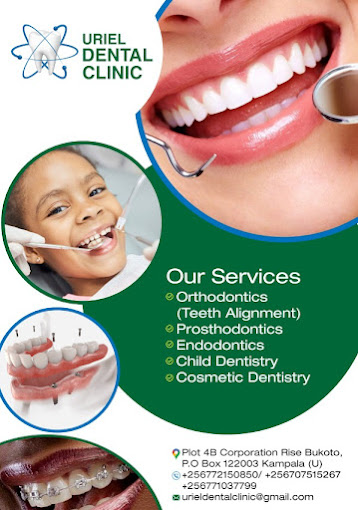 URIEL
DENTAL
CLINIC
Our Services
Orthodontics
(Teeth Alignment)
Prosthodontics
Endodontics
Child Dentistry
Cosmetic Dentistry
Plot 4B Corporation Rise Bukoto,
P.O Box 122003 Kampala (U)
+256772150850/ +256707515267
+256771037799
urieldentalclinic@gmail.com